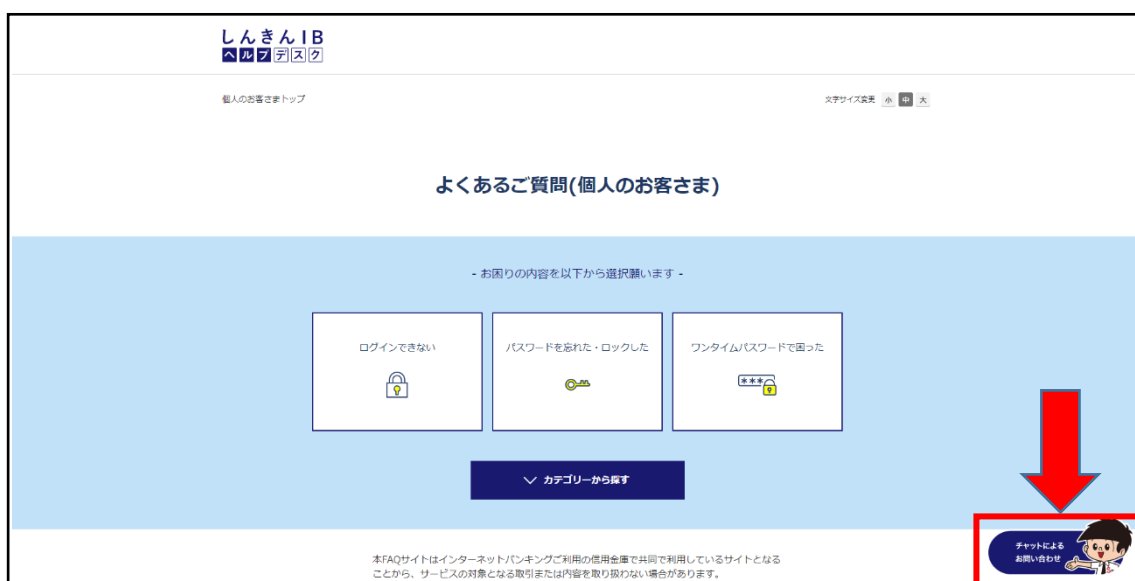 しんきんIB
ヘルプデスク
個人のお客さまトップ
文字サイズ変更 小 中 大
よくあるご質問(個人のお客さま)
- お困りの内容を以下から選択願います -
ログインできない
パスワードを忘れた・ロックした
ワンタイムパスワードで困った
***
カテゴリーから探す
チャットによる
お問い合わせ
本FAQサイトはインターネットバンキングご利用の信用金庫で共同で利用しているサイトとなる
ことから、サービスの対象となる取引または内容を取り扱わない場合があります。